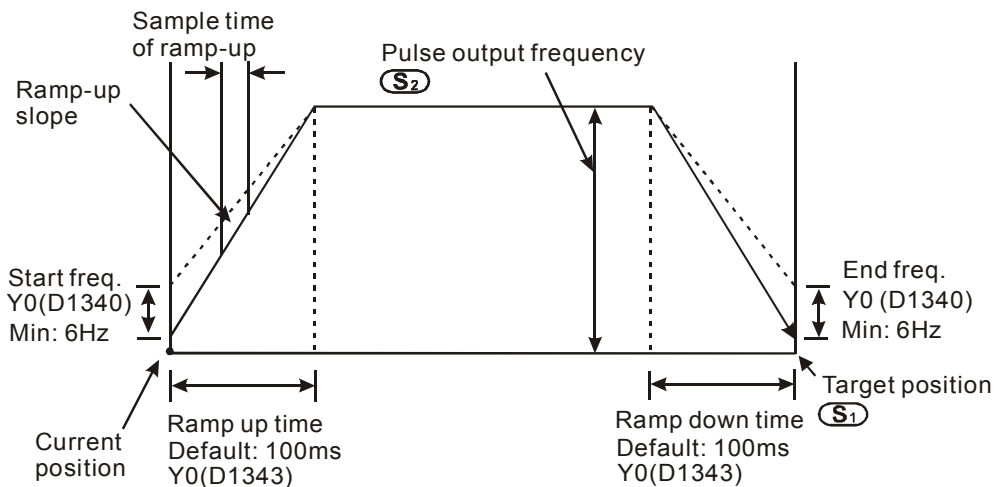 Sample time
of ramp-up
Pulse output frequency
S2
Ramp-up
slope
Start freq.
Y0(D1340)
Min: 6Hz
End freq.
Y0 (D1340)
Min: 6Hz
Target position
S1
Current
position
Ramp up time
Default: 100ms
Y0(D1343)
Ramp down time
Default: 100ms
Y0(D1343)